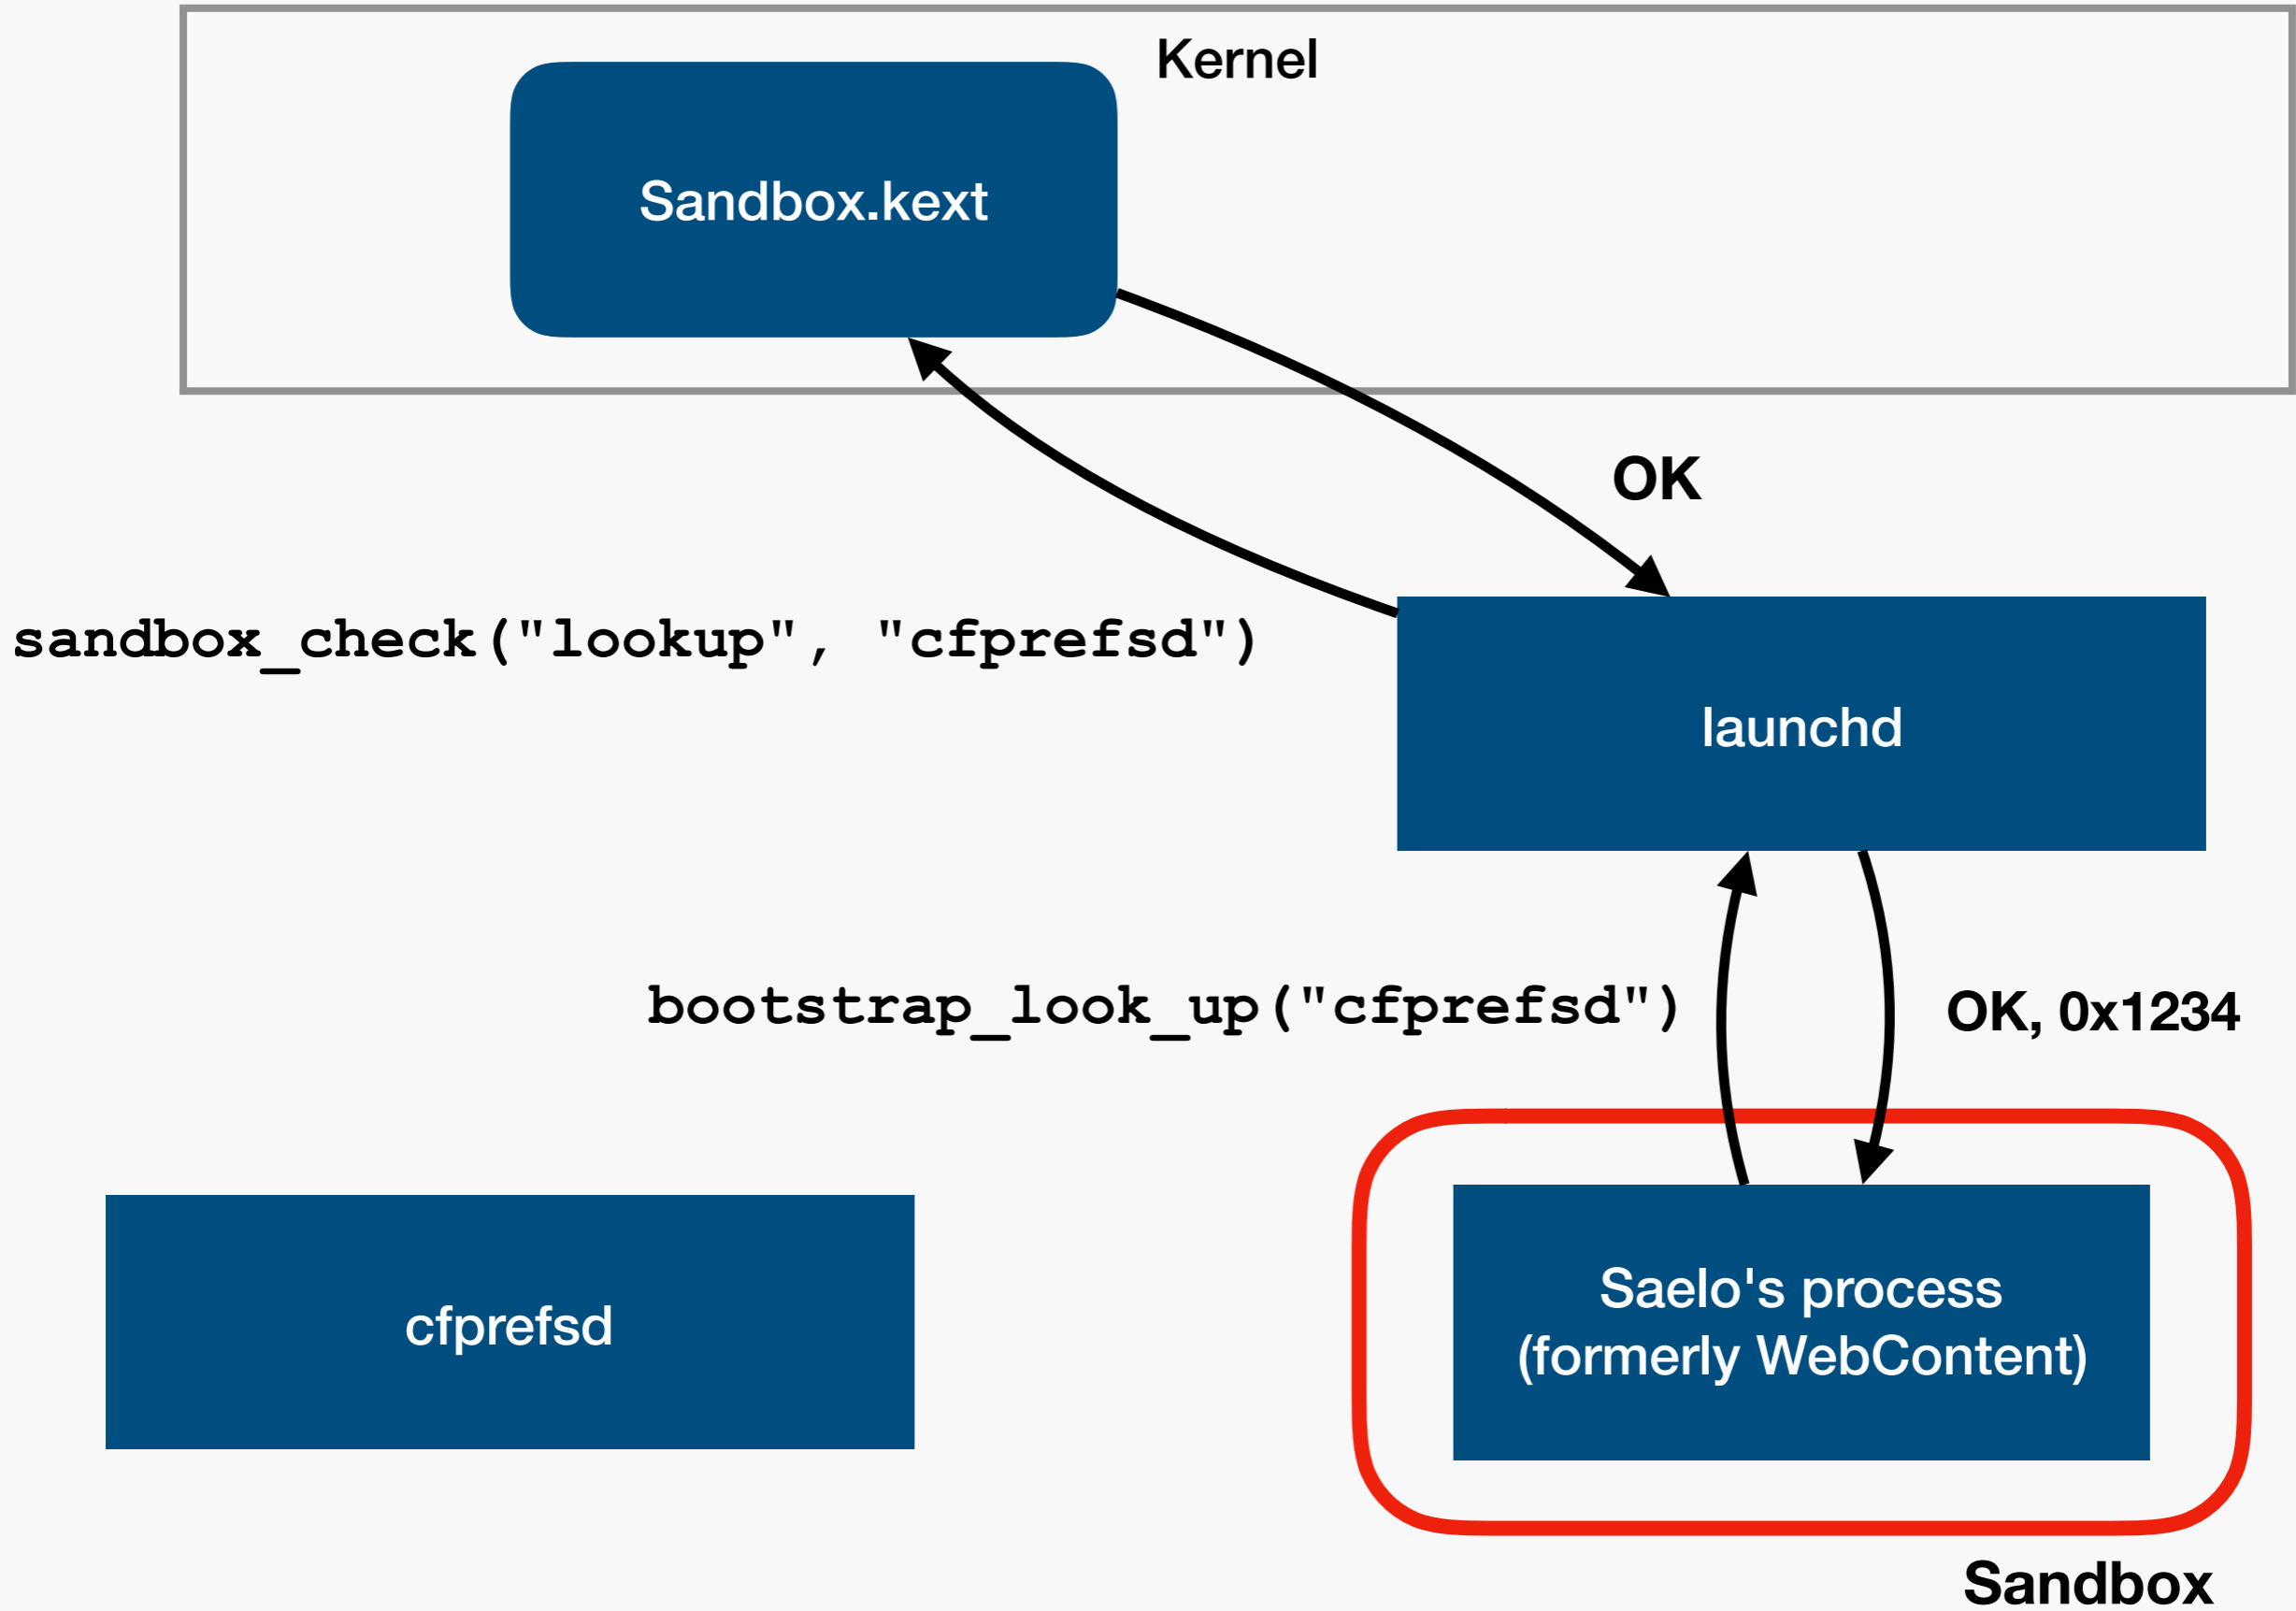 Kernel
Sandbox.kext
OK
sandbox_check("lookup", "cfprefsd")
launchd
bootstrap_look_up("cfprefsd")
OK, 0x1234
cfprefsd
Saelo's process
(formerly WebContent)
Sandbox